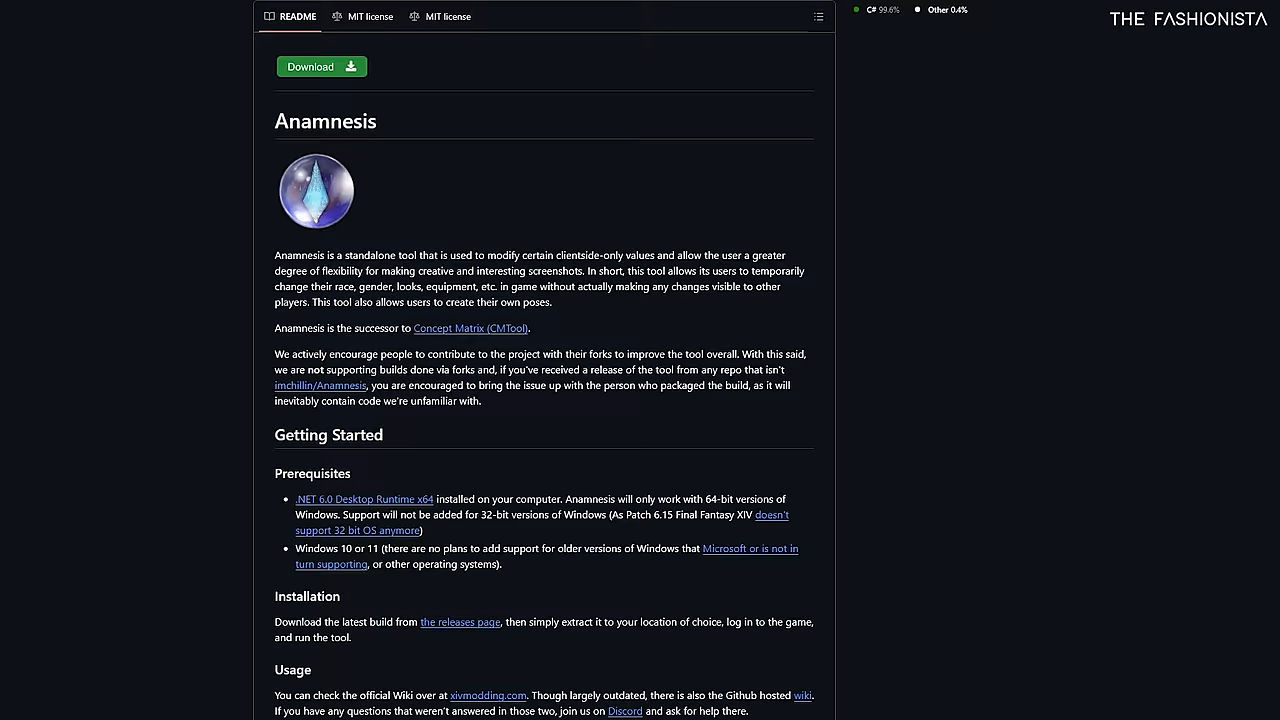 README MIT license MIT license
C# 99.6% Other 0.4%
THE FASHIONISTA
Download
Anamnesis
Anamnesis is a standalone tool that is used to modify certain clientside-only values and allow the user a greater
degree of flexibility for making creative and interesting screenshots. In short, this tool allows its users to temporarily
change their race, gender, looks, equipment, etc. in game without actually making any changes visible to other
players. This tool also allows users to create their own poses.
Anamnesis is the successor to Concept Matrix (CMTool).
We actively encourage people to contribute to the project with their forks to improve the tool overall. With this said,
we are not supporting builds done via forks and, if you've received a release of the tool from any repo that isn't
imchillin/Anamnesis, you are encouraged to bring the issue up with the person who packaged the build, as it will
inevitably contain code we're unfamiliar with.
Getting Started
Prerequisites
.NET 6.0 Desktop Runtime x64 installed on your computer. Anamnesis will only work with 64-bit versions of
Windows. Support will not be added for 32-bit versions of Windows (As Patch 6.15 Final Fantasy XIV doesn't
support 32 bit OS anymore)
Windows 10 or 11 (there are no plans to add support for older versions of Windows that Microsoft or is not in
turn supporting, or other operating systems).
Installation
Download the latest build from the releases page, then simply extract it to your location of choice, log in to the game,
and run the tool.
Usage
You can check the official Wiki over at xivmodding.com. Though largely outdated, there is also the Github hosted wiki.
If you have any questions that weren't answered in those two, join us on Discord and ask for help there.